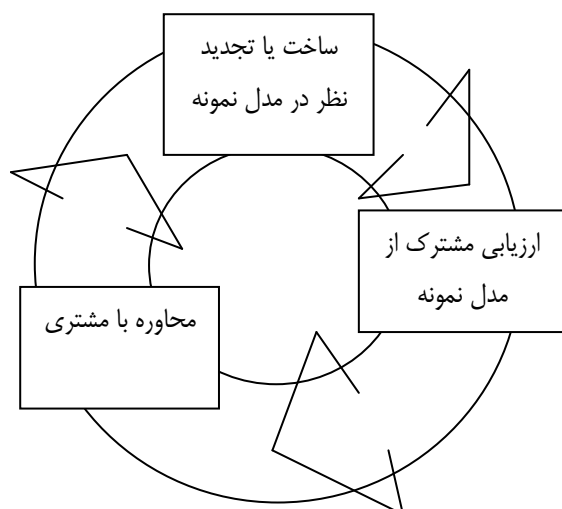 ساخت یا تجدید
نظر در مدل نمونه
ارزیابی مشترک از
مدل نمونه
محاوره با مشتری